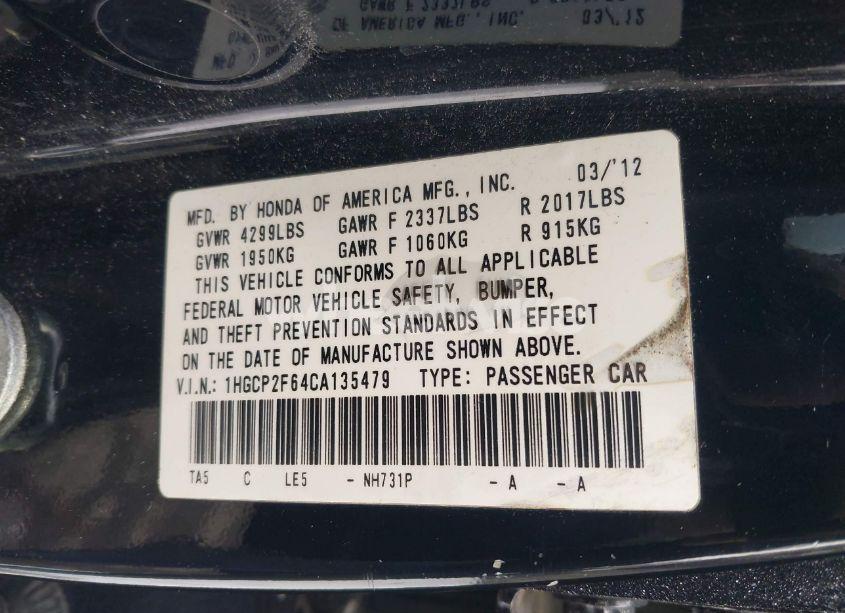 MFD. BY HONDA OF AMERICA MFG., INC. 03/'12
GVWR 4299LBS GAWR F 2337LBS R 2017LBS
GVWR 1950KG GAWR F 1060KG R 915KG
THIS VEHICLE CONFORMS TO ALL APPLICABLE
FEDERAL MOTOR VEHICLE SAFETY, BUMPER,
AND THEFT PREVENTION STANDARDS IN EFFECT
ON THE DATE OF MANUFACTURE SHOWN ABOVE.
V.I.N.: 1HGCP2F64CA135479 TYPE: PASSENGER CAR
TA5 C LE5 - NH731P - A - A